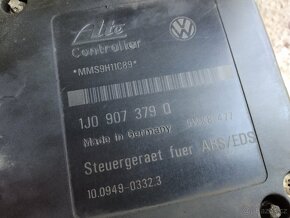 Ate
Controller
*MMS9H11C89*
1J0 907 379 Q
Made in Germany
Steuergeraet fuer ABS/EDS
10.0949-0332.3